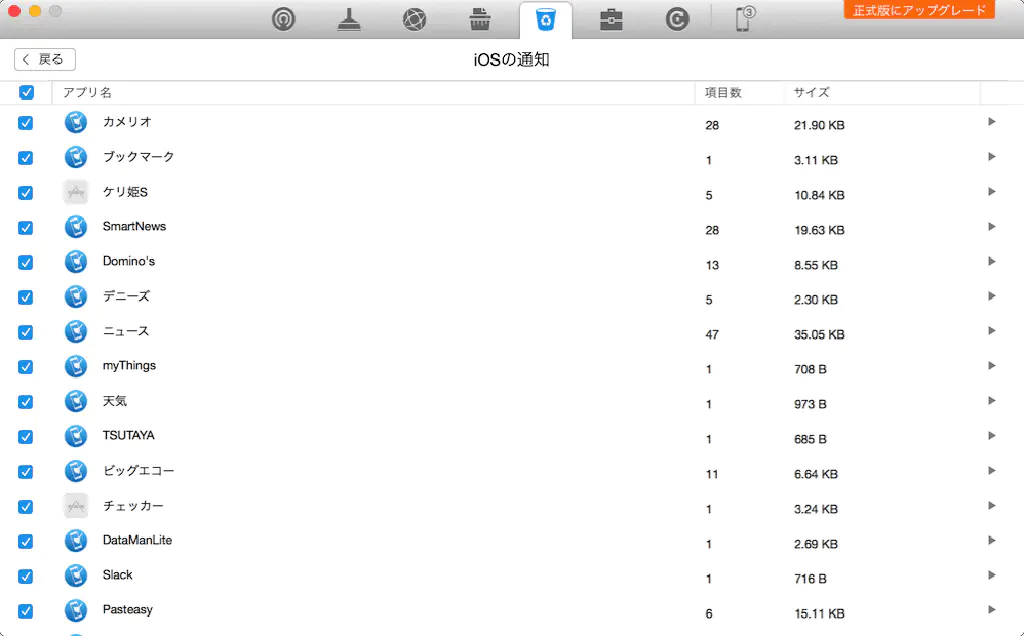 3
正式版にアップグレード
戻る
iOSの通知
アプリ名 項目数 サイズ
カメリオ 28 21.90 KB
ブックマーク 1 3.11 KB
ケリ姫S 5 10.84 KB
SmartNews 28 19.63 KB
Domino's 13 8.55 KB
デニーズ 5 2.30 KB
ニュース 47 35.05 KB
myThings 1 708 B
天気 1 973 B
TSUTAYA 1 685 B
ビッグエコー 11 6.64 KB
チェッカー 1 3.24 KB
DataManLite 1 2.69 KB
Slack 1 716 B
Pasteasy 6 15.11 KB